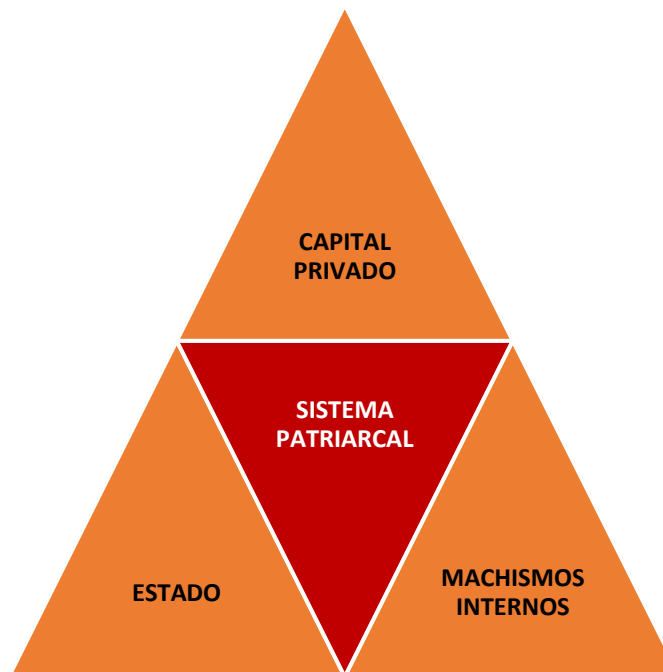 CAPITAL
PRIVADO
SISTEMA
PATRIARCAL
ESTADO
MACHISMOS
INTERNOS